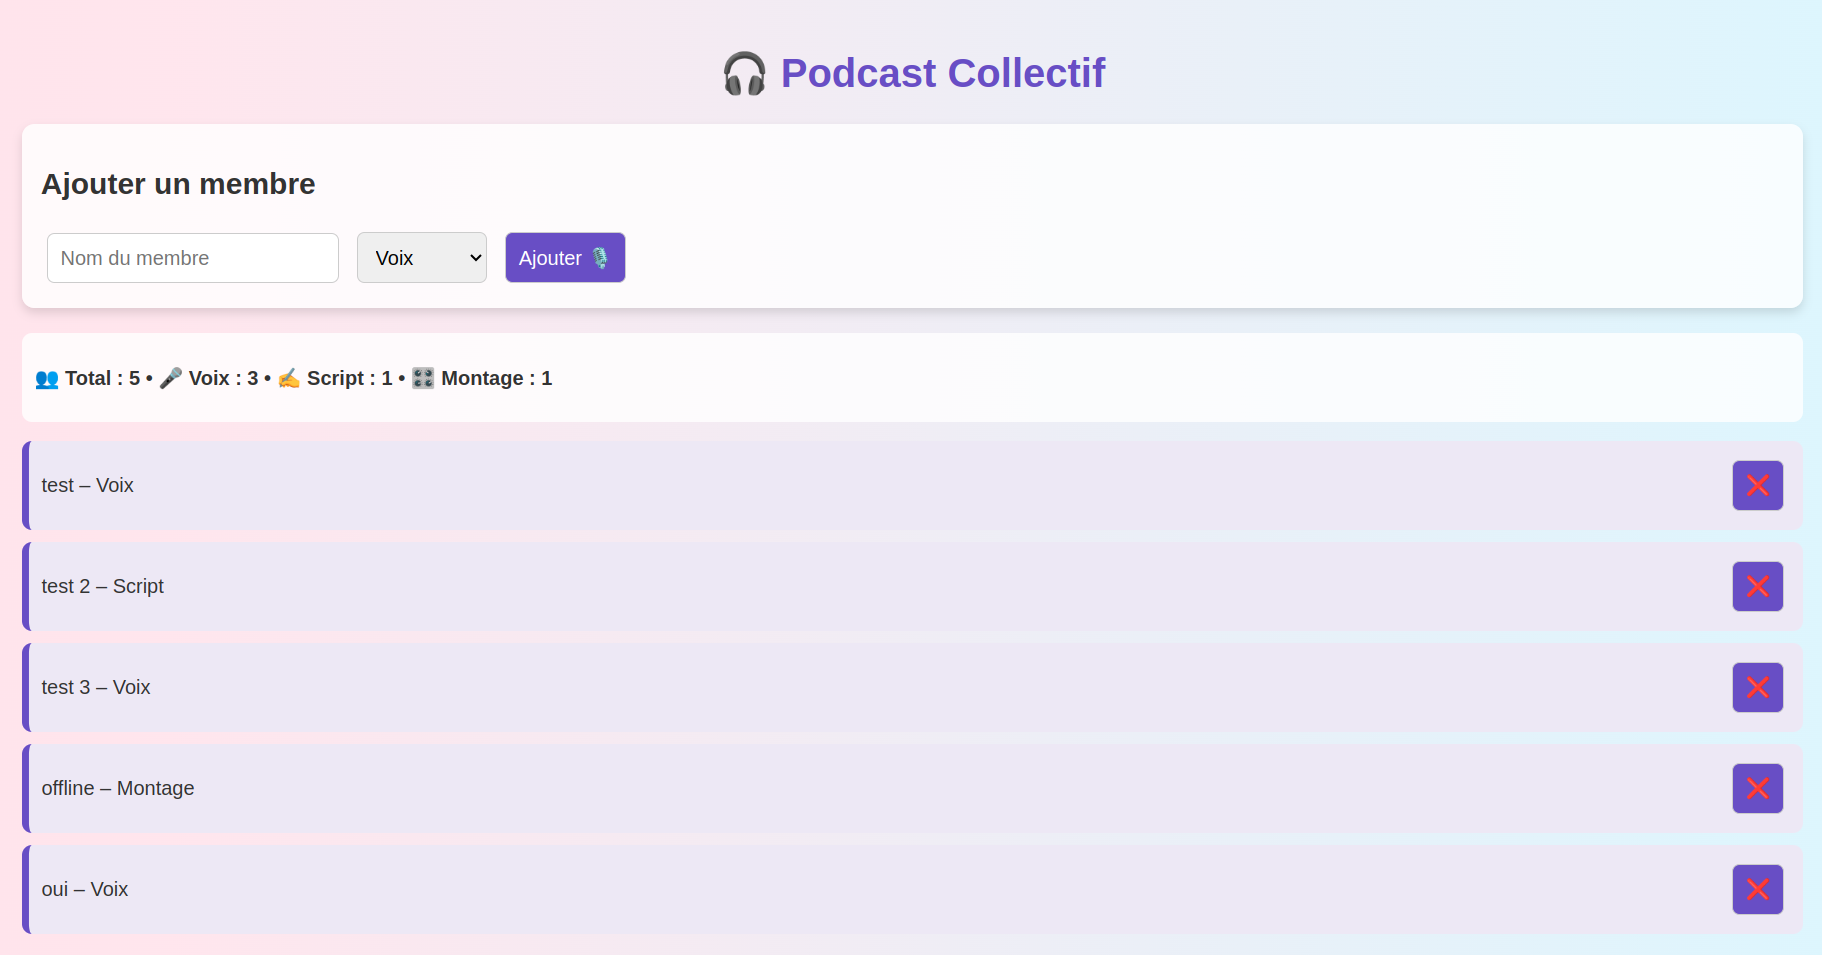 🎧 Podcast Collectif
Ajouter un membre
Nom du membre Voix Ajouter 🎙️
👥 Total : 5 • 🎤 Voix : 3 • ✍️ Script : 1 • 🎛️ Montage : 1
test – Voix ❌
test 2 – Script ❌
test 3 – Voix ❌
offline – Montage ❌
oui – Voix ❌